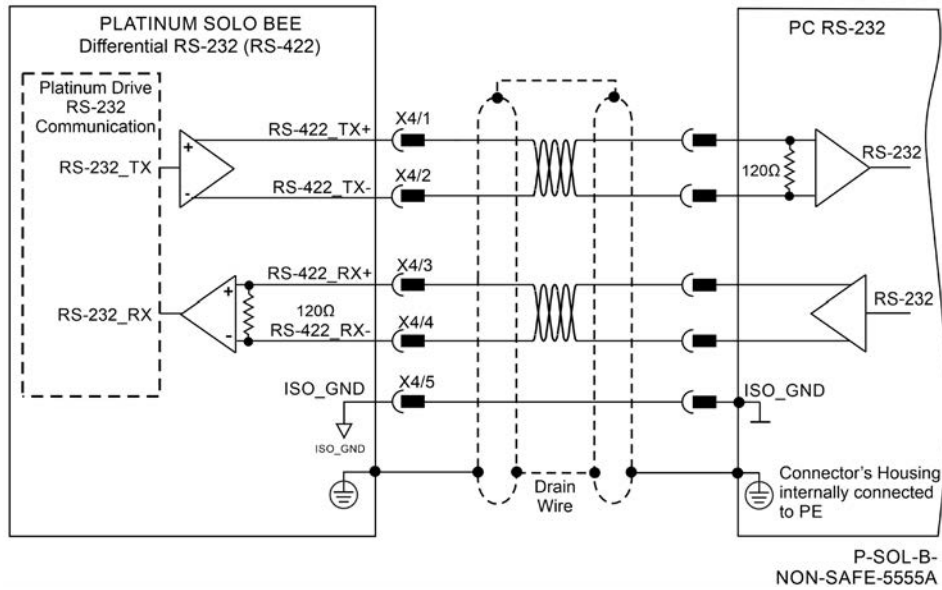 PLATINUM SOLO BEE
Differential RS-232 (RS-422)
PC RS-232
Platinum Drive
RS-232
Communication
RS-422_TX+
X4/1
RS-232_TX
+
-
RS-422_TX-
X4/2
120Ω
RS-232
RS-422_RX+
X4/3
RS-232_RX
+
-
120Ω
RS-422_RX-
X4/4
RS-232
ISO_GND
X4/5
ISO_GND
ISO_GND
Drain
Wire
Connector's Housing
internally connected
to PE
P-SOL-B-
NON-SAFE-5555A